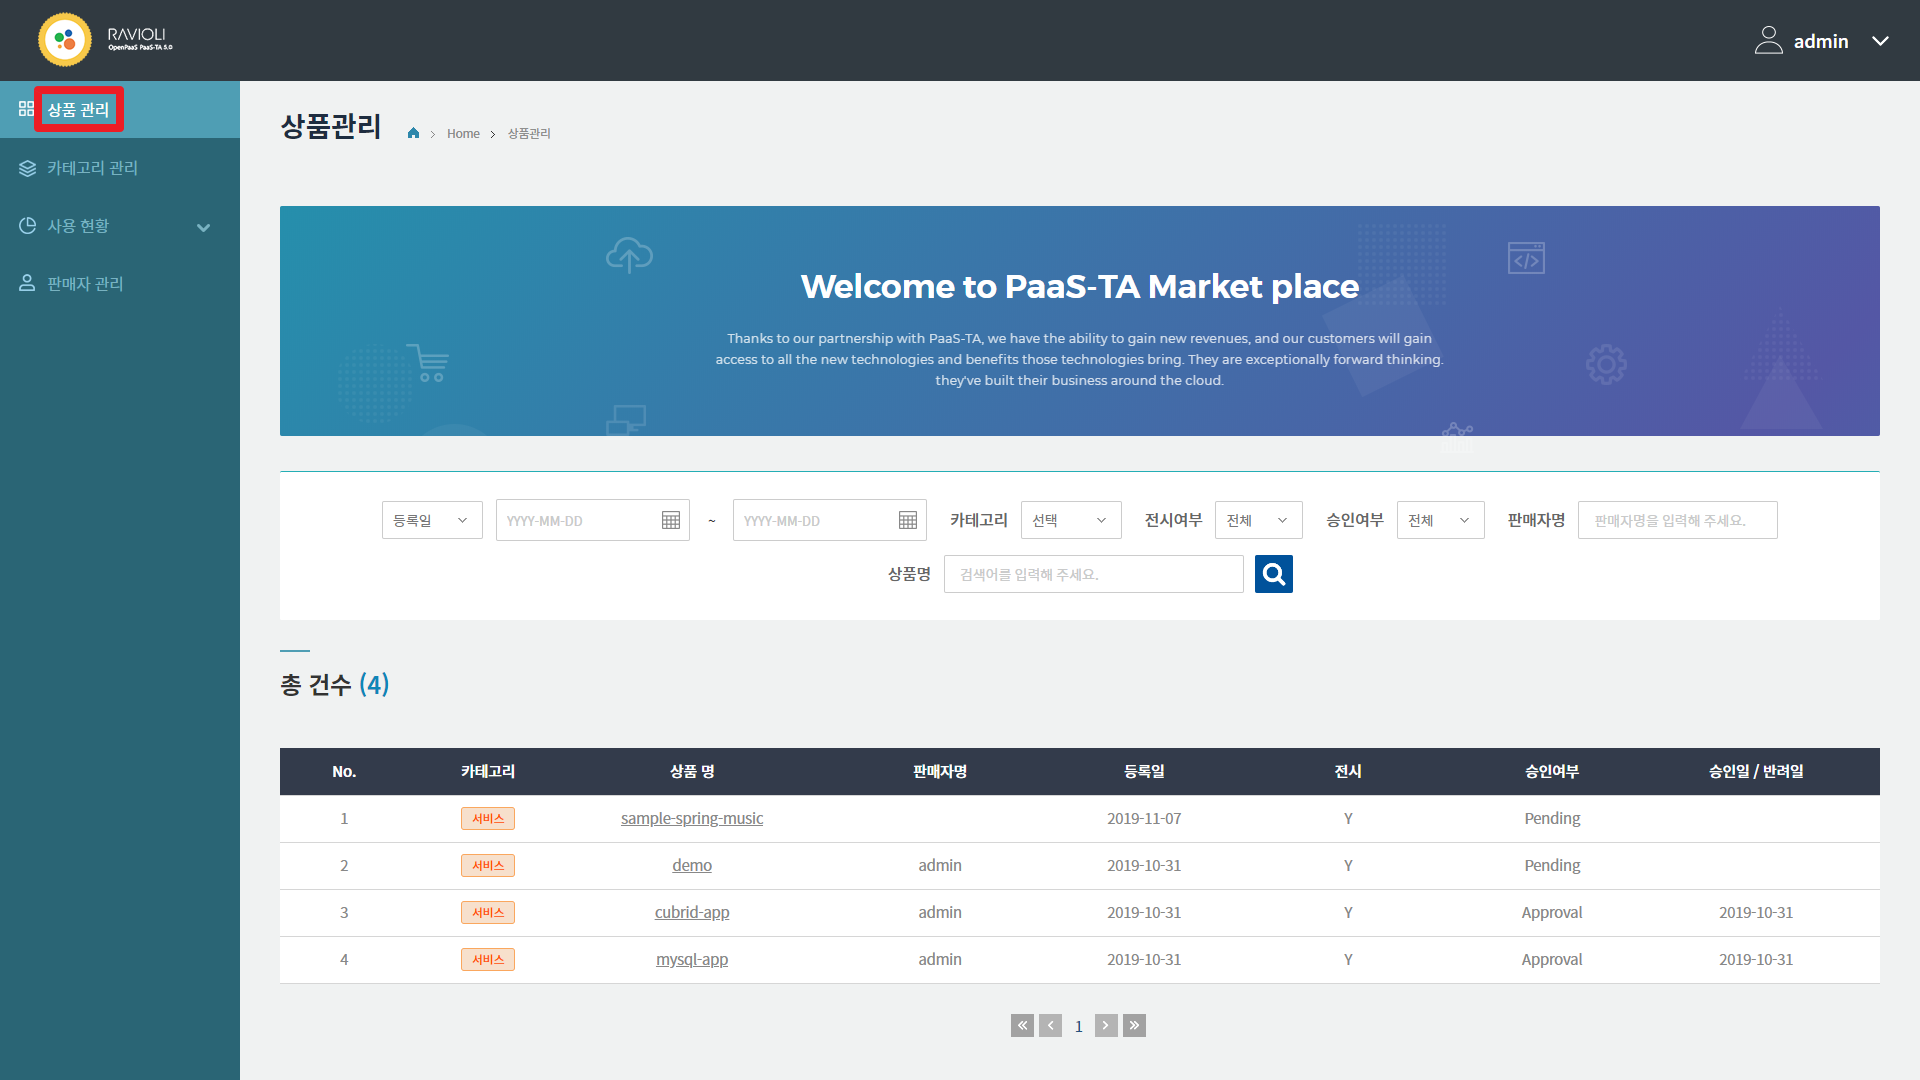 RAVIOLI
OpenPaaS PaaS-TA 5.0
admin
상품 관리
카테고리 관리
사용 현황
판매자 관리
상품관리
Home
상품관리
Welcome to PaaS-TA Market place
Thanks to our partnership with PaaS-TA, we have the ability to gain new revenues, and our customers will gain
access to all the new technologies and benefits those technologies bring. They are exceptionally forward thinking.
they've built their business around the cloud.
등록일 YYYY-MM-DD ~ YYYY-MM-DD 카테고리 선택 전시여부 전체 승인여부 전체 판매자명 판매자명을 입력해 주세요.
상품명 검색어를 입력해 주세요.
총 건수 (4)
No. 카테고리 상품 명 판매자명 등록일 전시 승인여부 승인일 / 반려일
1 서비스 sample-spring-music 2019-11-07 Y Pending
2 서비스 demo admin 2019-10-31 Y Pending
3 서비스 cubrid-app admin 2019-10-31 Y Approval 2019-10-31
4 서비스 mysql-app admin 2019-10-31 Y Approval 2019-10-31
1